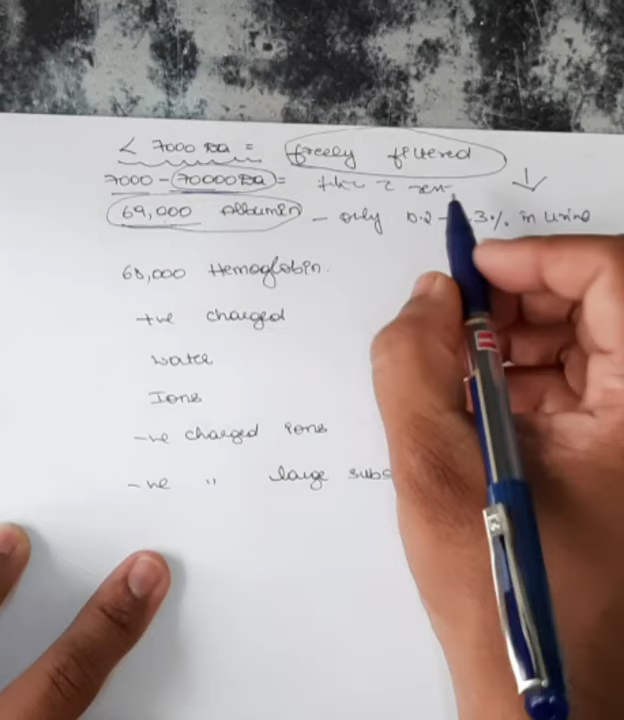 < 7000 Da = freely filtered
7000 - 70000 Da =
69,000 Albumin - only 0.2 - 3% in urine
68,000 Hemoglobin.
+ve charged
water
Ions
-ve charged ions
-ve " large subs